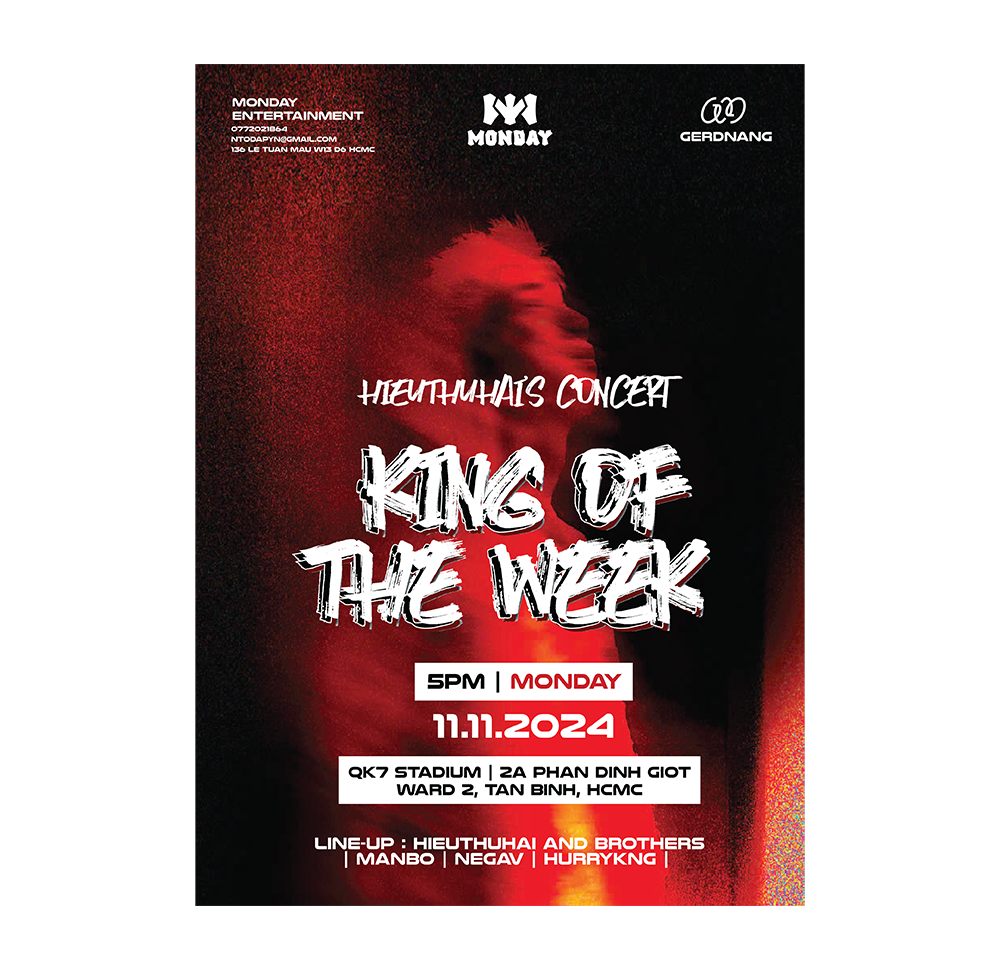 MONDAY
ENTERTAINMENT
0772021864
NTODAPYN@GMAIL.COM
136 LE TUAN MAU W13 D6 HCMC
MONDAY
GERDNANG
HIEUTHUHAI'S CONCERT
KING OF
THE WEEK
5PM | MONDAY
11.11.2024
QK7 STADIUM | 2A PHAN DINH GIOT
WARD 2, TAN BINH, HCMC
LINE-UP : HIEUTHUHAI AND BROTHERS
| MANBO | NEGAV | HURRYKNG |